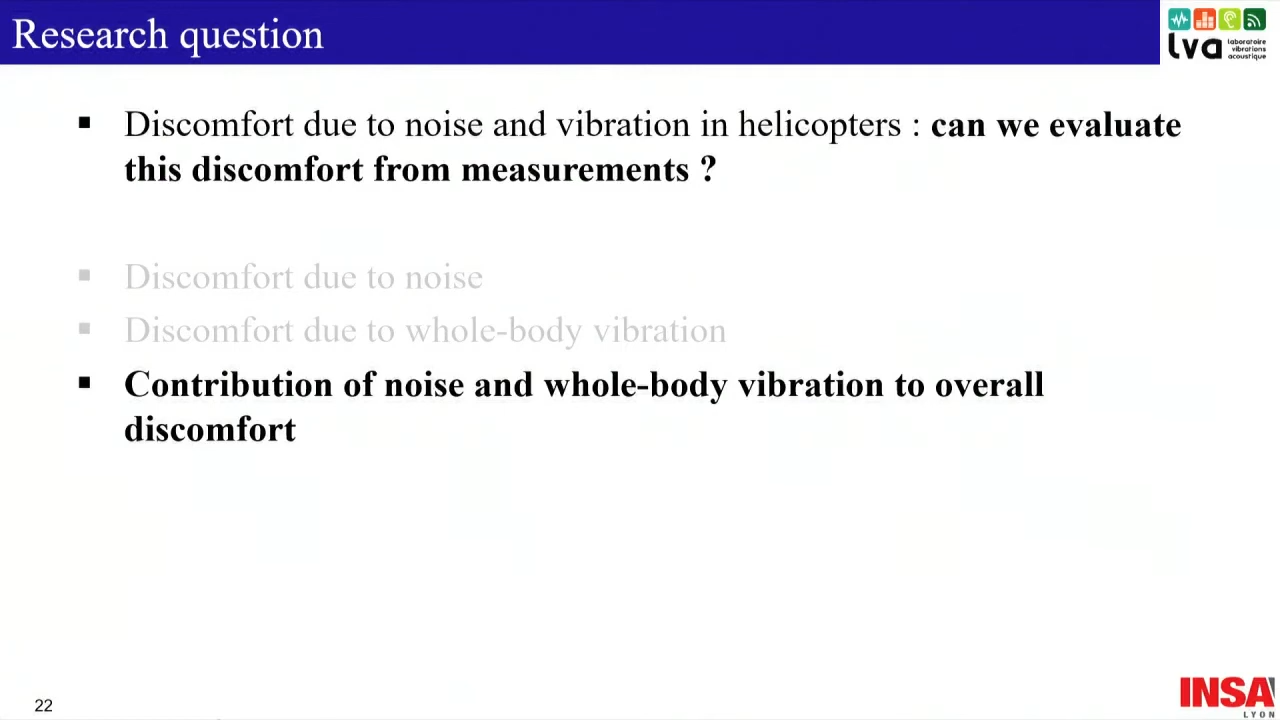 Research question
lva laboratoire
vibrations
acoustique
▪ Discomfort due to noise and vibration in helicopters : can we evaluate
this discomfort from measurements ?
▪ Discomfort due to noise
▪ Discomfort due to whole-body vibration
▪ Contribution of noise and whole-body vibration to overall
discomfort
22
INSA
LYON